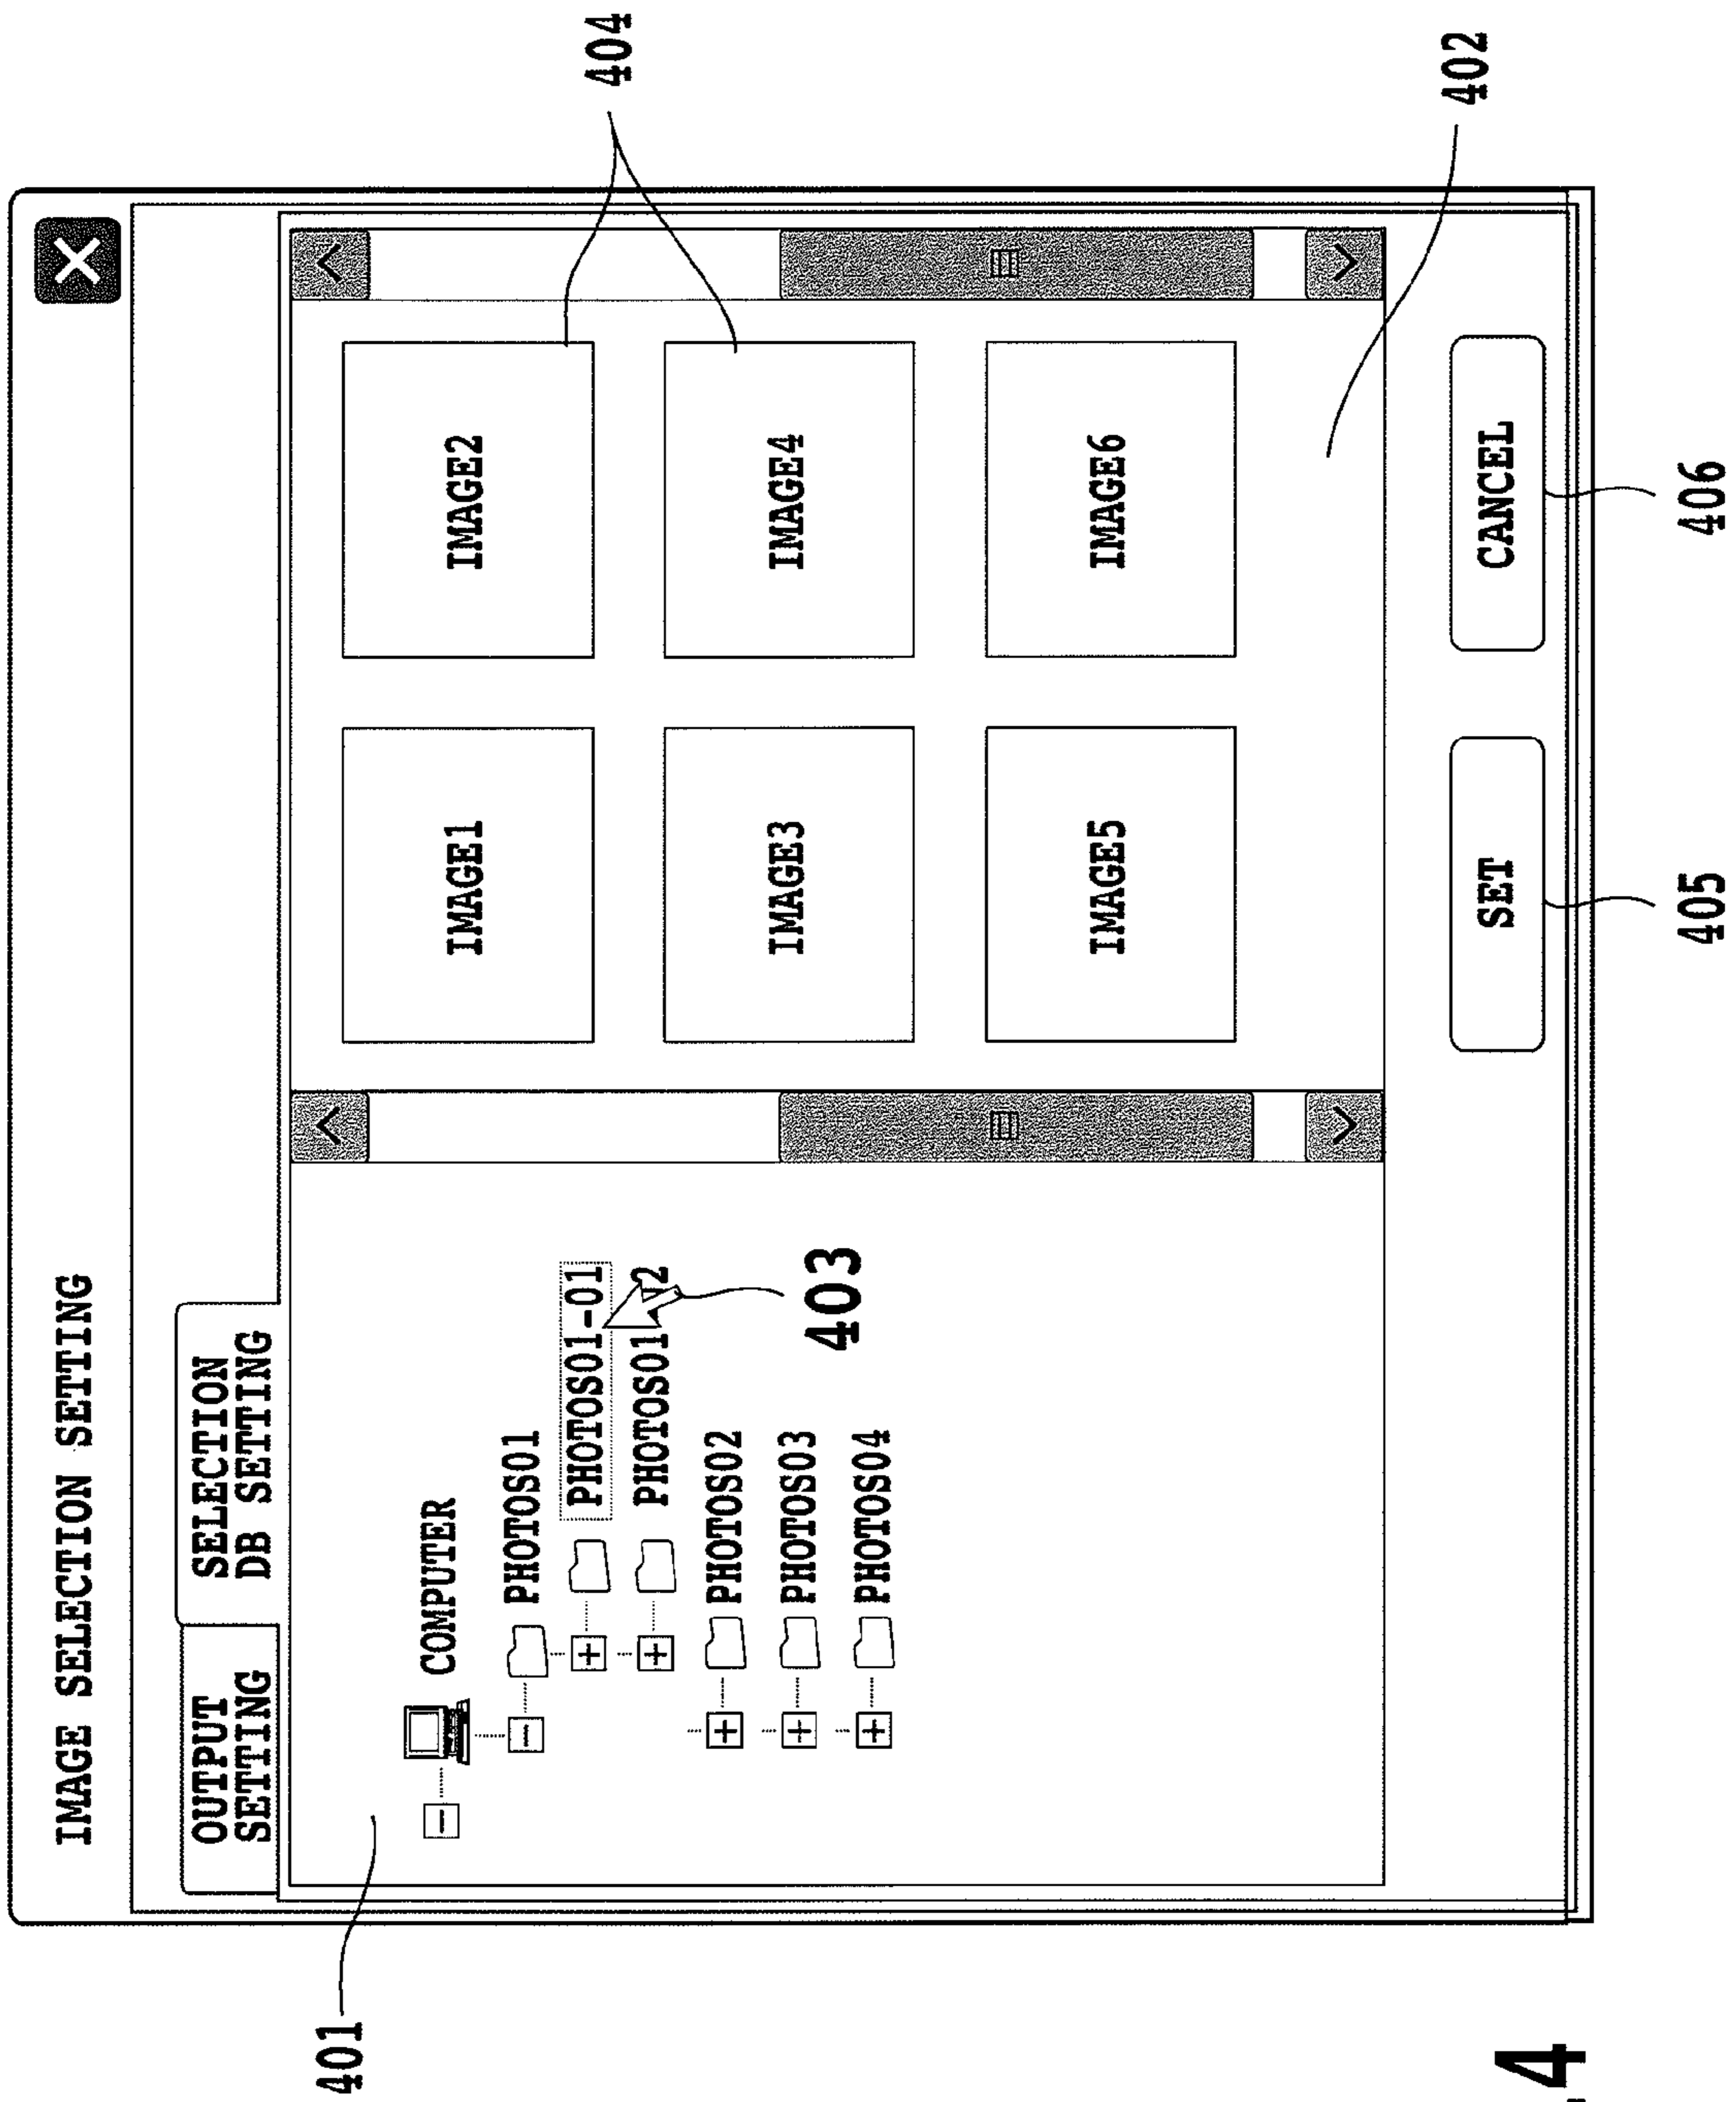 IMAGE SELECTION SETTING
OUTPUT
SETTING
SELECTION
DB SETTING
401
COMPUTER
PHOTOS01
PHOTOS01-01
PHOTOS01
2
PHOTOS02
PHOTOS03
PHOTOS04
403
IMAGE1
IMAGE2
IMAGE3
IMAGE4
IMAGE5
IMAGE6
404
402
SET
CANCEL
405
406
4